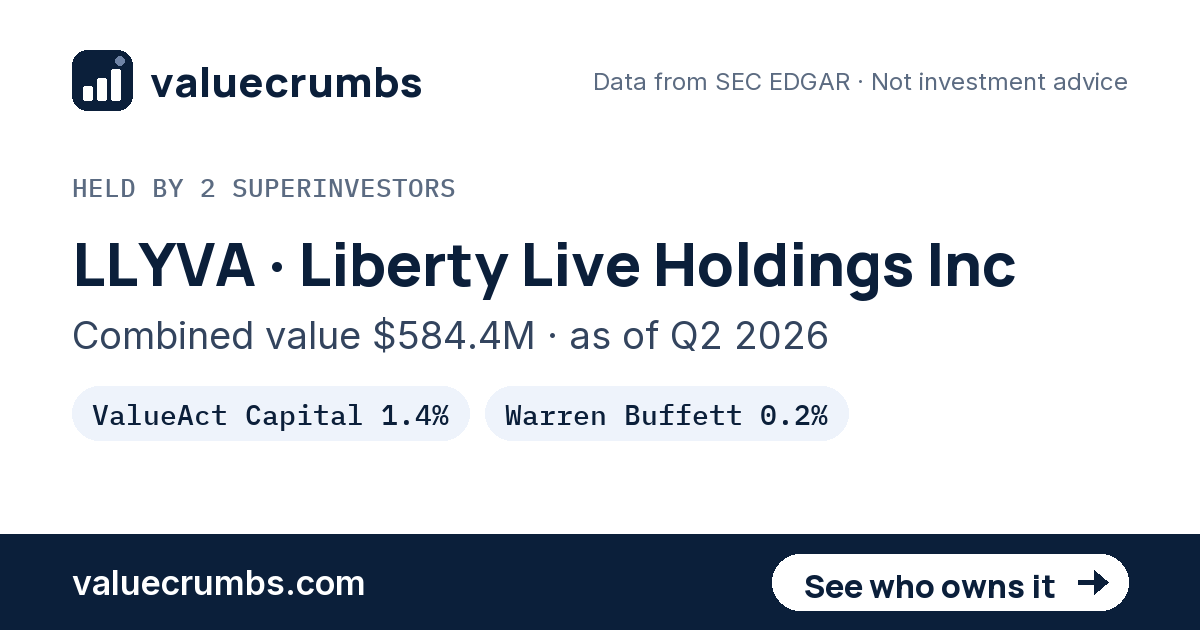 valuecrumbs
Data from SEC EDGAR · Not investment advice
HELD BY 2 SUPERINVESTORS
LLYVA · Liberty Live Holdings Inc
Combined value $584.4M · as of Q2 2026
ValueAct Capital 1.4%
Warren Buffett 0.2%
valuecrumbs.com
See who owns it →